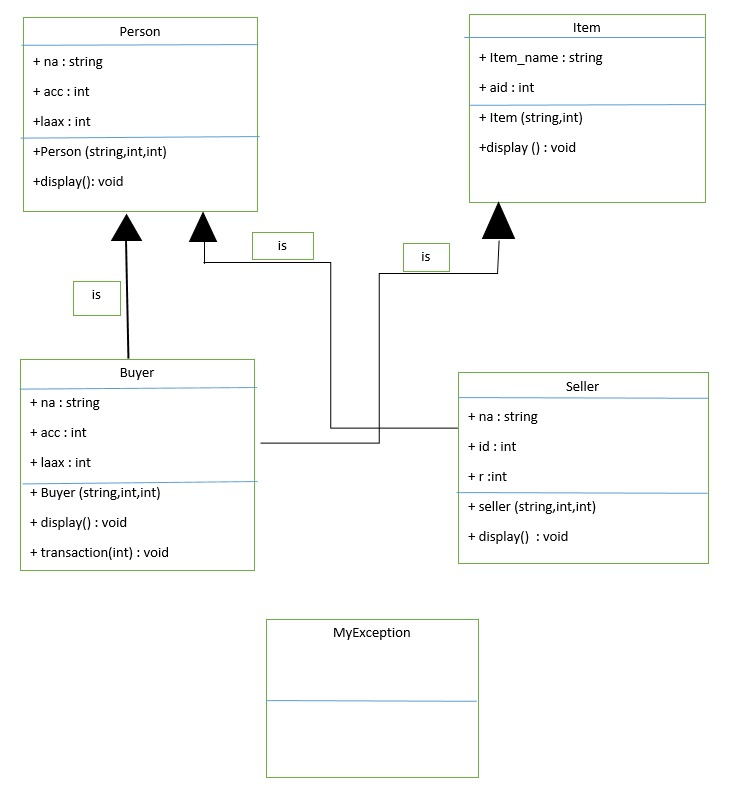 Person
+ na : string
+ acc : int
+laax : int
+Person (string,int,int)
+display(): void
Item
+ Item_name : string
+ aid : int
+ Item (string,int)
+display () : void
is
is
is
Buyer
+ na : string
+ acc : int
+ laax : int
+ Buyer (string,int,int)
+ display() : void
+ transaction(int) : void
Seller
+ na : string
+ id : int
+ r :int
+ seller (string,int,int)
+ display()  : void
MyException